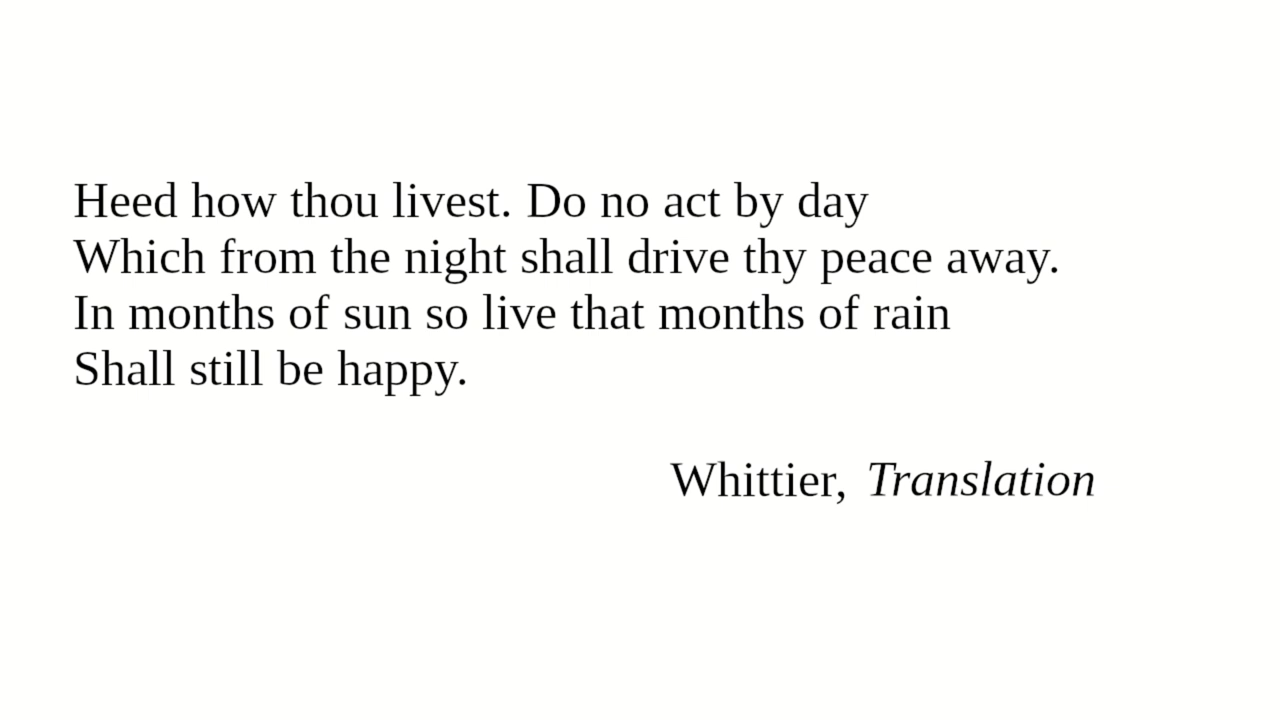 Heed how thou livest. Do no act by day
Which from the night shall drive thy peace away.
In months of sun so live that months of rain
Shall still be happy.
Whittier, Translation